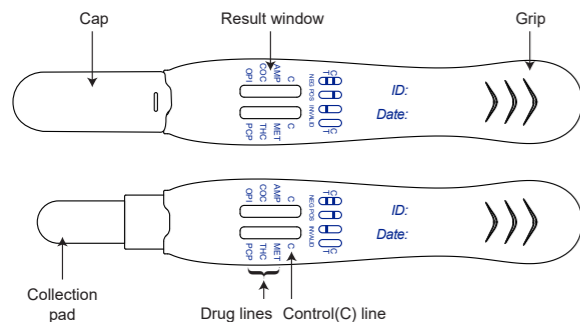 Cap
Result window
Grip
OPI COC AMP C
PCP THC MET C
NEG POS INVALID
C
T
T
ID:
Date:
OPI COC AMP C
PCP THC MET C
NEG POS INVALID
C
T
T
ID:
Date:
Collection
pad
Drug lines
Control(C) line